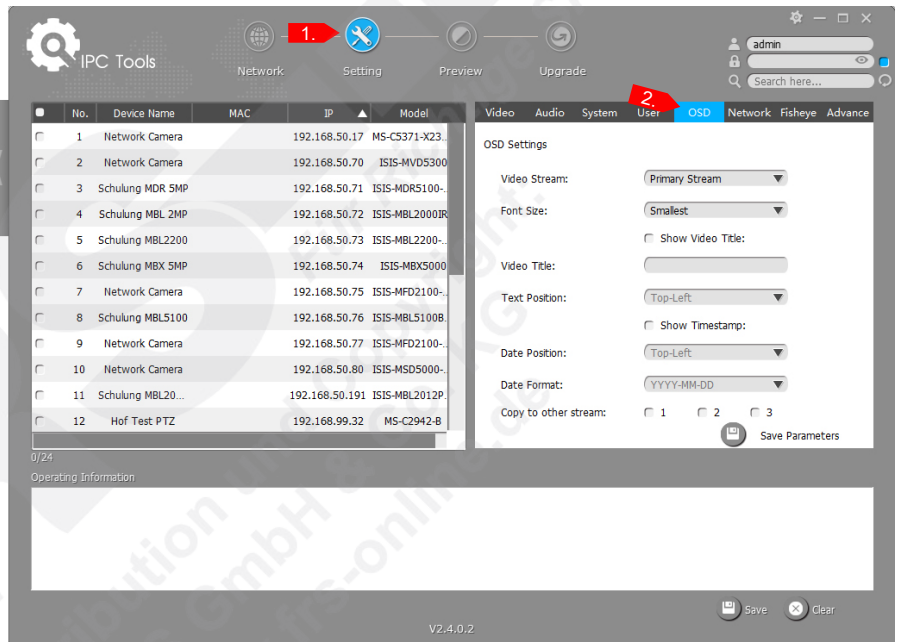 IPC Tools
1.
Network
Setting
Preview
Upgrade
admin
Search here...
No. Device Name MAC IP Model
1 Network Camera 192.168.50.17 MS-C5371-X23..
2 Network Camera 192.168.50.70 ISIS-MVD5300
3 Schulung MDR 5MP 192.168.50.71 ISIS-MDR5100-..
4 Schulung MBL 2MP 192.168.50.72 ISIS-MBL2000IR
5 Schulung MBL2200 192.168.50.73 ISIS-MBL2200-..
6 Schulung MBX 5MP 192.168.50.74 ISIS-MBX5000
7 Network Camera 192.168.50.75 ISIS-MFD2100-..
8 Schulung MBL5100 192.168.50.76 ISIS-MBL5100B.
9 Network Camera 192.168.50.77 ISIS-MFD2100-..
10 Network Camera 192.168.50.80 ISIS-MSD5000-..
11 Schulung MBL20... 192.168.50.191 ISIS-MBL2012P.
12 Hof Test PTZ 192.168.99.32 MS-C2942-B
0/24
2.
Video Audio System User OSD Network Fisheye Advance
OSD Settings
Video Stream: Primary Stream
Font Size: Smallest
Show Video Title:
Video Title:
Text Position: Top-Left
Show Timestamp:
Date Position: Top-Left
Date Format: YYYY-MM-DD
Copy to other stream: 1 2 3
Save Parameters
Operating Information
Save Clear
V2.4.0.2